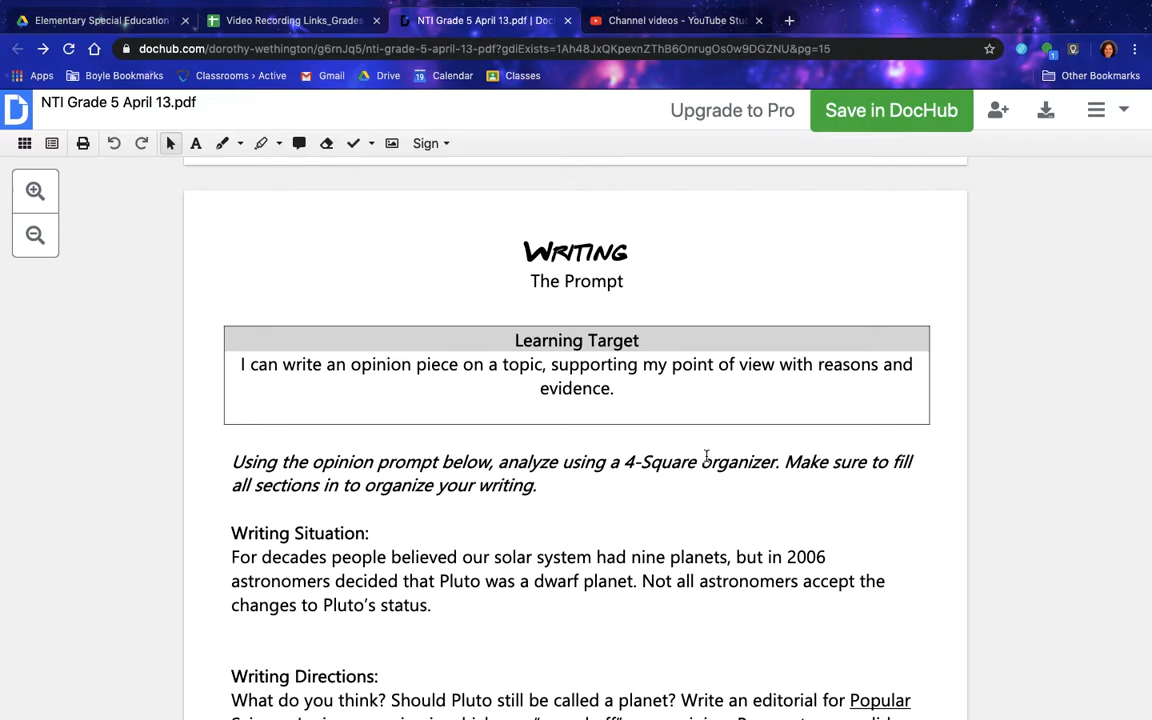 Elementary Special Education
Video Recording Links_Grades
NTI Grade 5 April 13.pdf | Doc
Channel videos - YouTube Stud
dochub.com/dorothy-wethington/g6rnJq5/nti-grade-5-april-13-pdf?gdiExists=1Ah48JxQKpexnZThB6OnrugOs0w9DGZNU&pg=15
Apps
Boyle Bookmarks
Classrooms > Active
Gmail
Drive
19
Calendar
Classes
Other Bookmarks
NTI Grade 5 April 13.pdf
Upgrade to Pro
Save in DocHub
Sign
WRITING
The Prompt
Learning Target
I can write an opinion piece on a topic, supporting my point of view with reasons and
evidence.
Using the opinion prompt below, analyze using a 4-Square organizer. Make sure to fill
all sections in to organize your writing.
Writing Situation:
For decades people believed our solar system had nine planets, but in 2006
astronomers decided that Pluto was a dwarf planet. Not all astronomers accept the
changes to Pluto's status.
Writing Directions:
What do you think? Should Pluto still be called a planet? Write an editorial for Popular